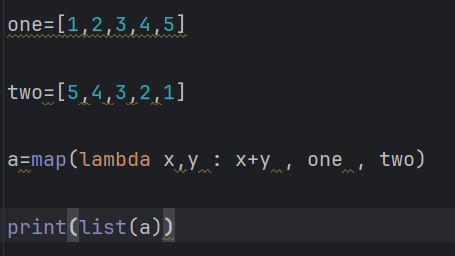 one=[1,2,3,4,5]
two=[5,4,3,2,1]
a=map(lambda x,y : x+y , one , two)
print(list(a))